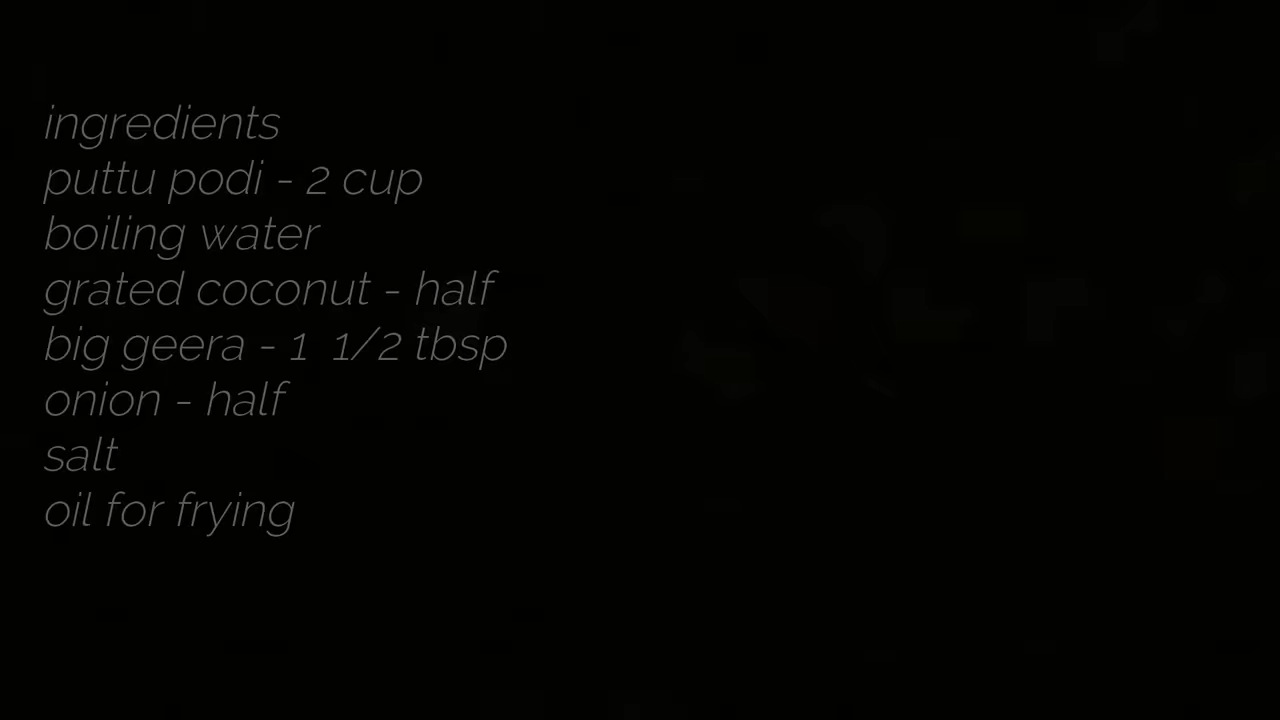 ingredients
puttu podi - 2 cup
boiling water
grated coconut - half
big geera - 1  1/2 tbsp
onion - half
salt
oil for frying